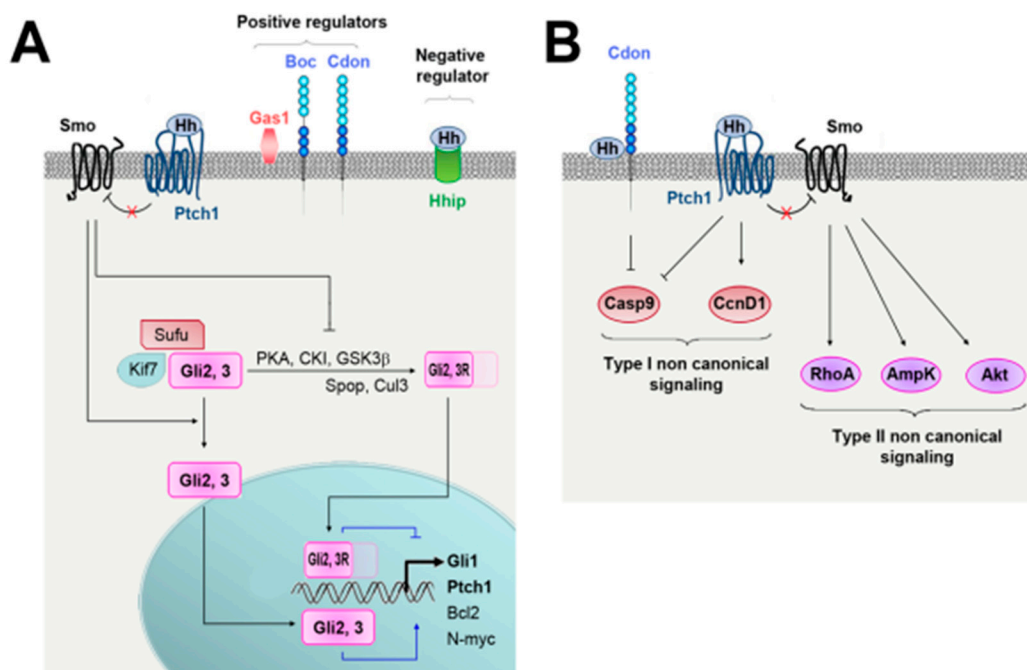 A
Positive regulators
Boc Cdon
Negative
regulator
Gas1
Smo
Hh
Hh
Ptch1
Hhip
Sufu
Kif7
Gli2, 3
PKA, CKI, GSK3β
Spop, Cul3
Gli2, 3R
Gli2, 3
Gli2, 3R
Gli1
Ptch1
Bcl2
N-myc
Gli2, 3
B
Cdon
Hh
Hh
Smo
Ptch1
Casp9
CcnD1
Type I non canonical
signaling
RhoA
AmpK
Akt
Type II non canonical
signaling